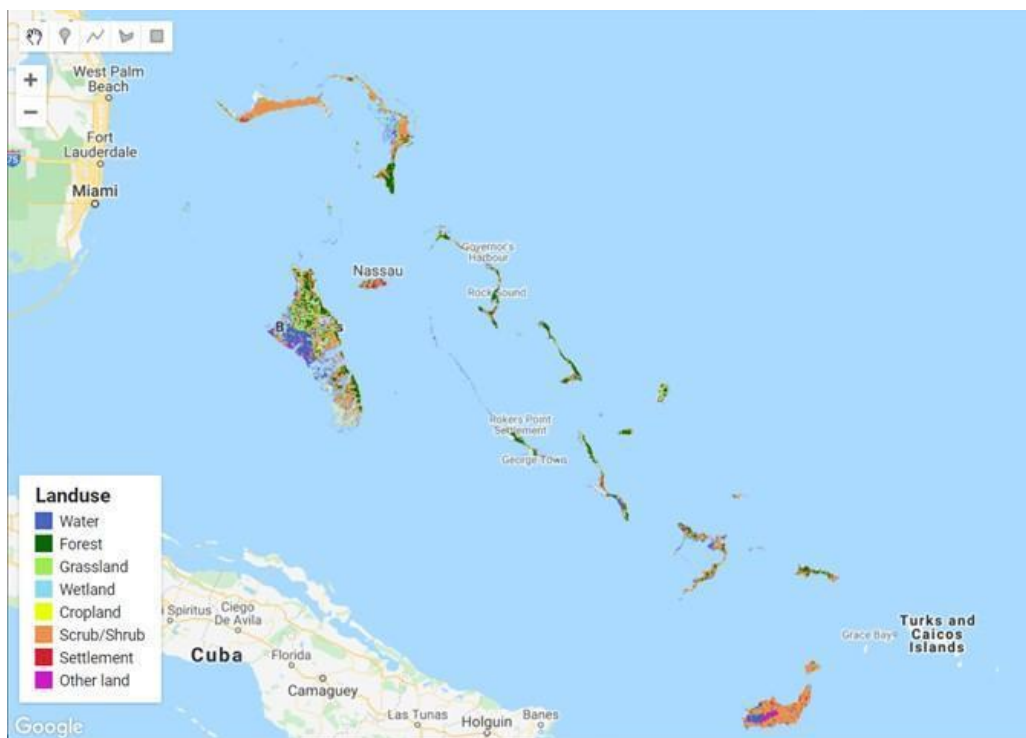 West Palm
Beach
Fort
Lauderdale
75
Miami
Governor's
Harbour
Nassau
Rock Sound
B s
Rokers Point
Settlement
George Town
Landuse
Water
Forest
Grassland
Wetland
Cropland
Scrub/Shrub
Settlement
Other land
i Spiritus
Ciego
De Avila
Cuba
Florida
Camaguey
Las Tunas
Holguin
Banes
Grace Bay
Turks and
Caicos
Islands
Google